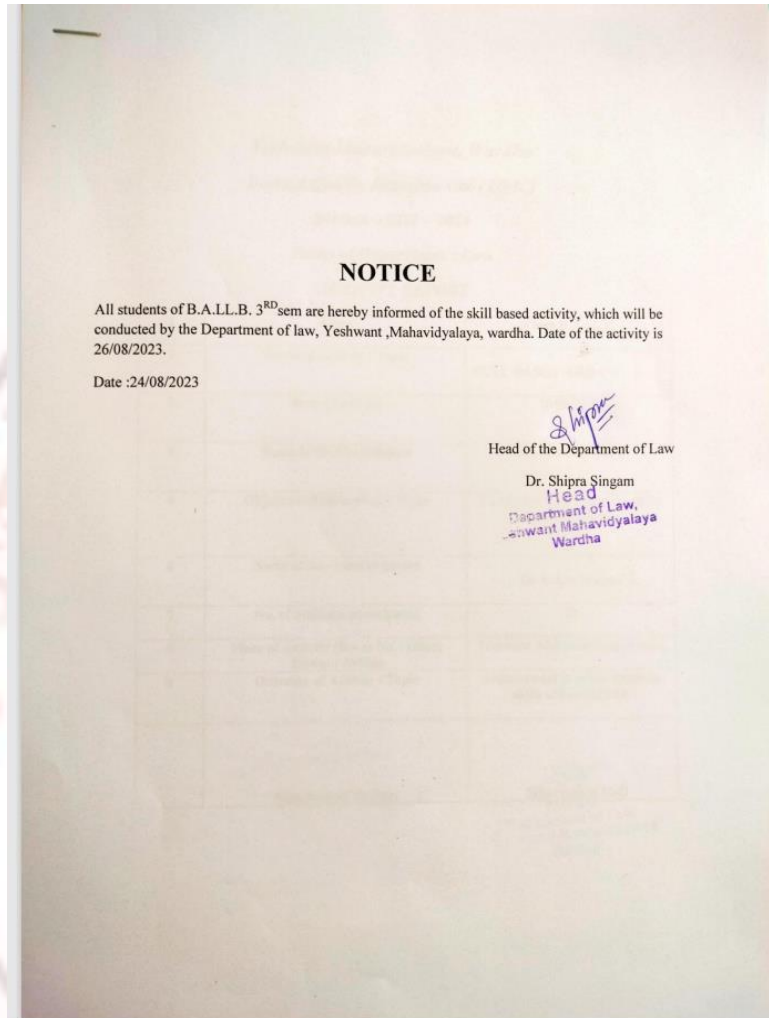 NOTICE
All students of B.A.LL.B. 3RD sem are hereby informed of the skill based activity, which will be
conducted by the Department of law, Yeshwant ,Mahavidyalaya, wardha. Date of the activity is
26/08/2023.
Date :24/08/2023
Shipra
Head of the Department of Law
Dr. Shipra Singam
Head
Department of Law,
eshwant Mahavidyalaya
Wardha